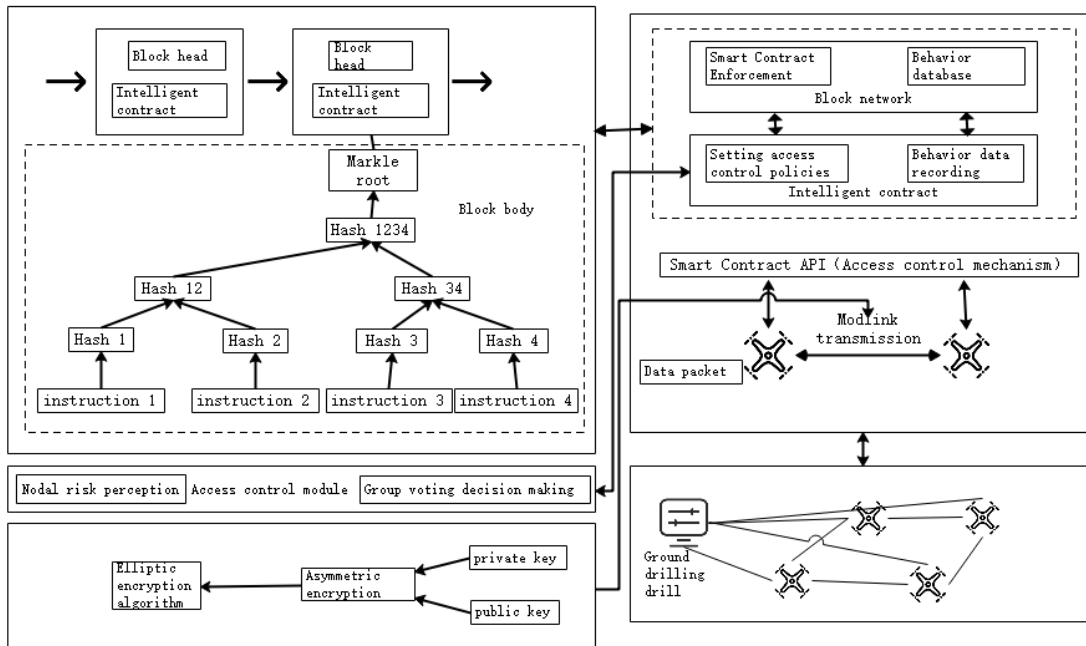 Block head
Intelligent
contract
Block
head
Intelligent
contract
Markle
root
Block body
Hash 1234
Hash 12
Hash 34
Hash 1
Hash 2
Hash 3
Hash 4
instruction 1
instruction 2
instruction 3
instruction 4
Nodal risk perception
Access control module
Group voting decision making
Elliptic
encryption
algorithm
Asymmetric
encryption
private key
public key
Smart Contract
Enforcement
Behavior
database
Block network
Setting access
control policies
Behavior data
recording
Intelligent contract
Smart Contract API (Access control mechanism)
Modlink
transmission
Data packet
Ground
drilling
drill